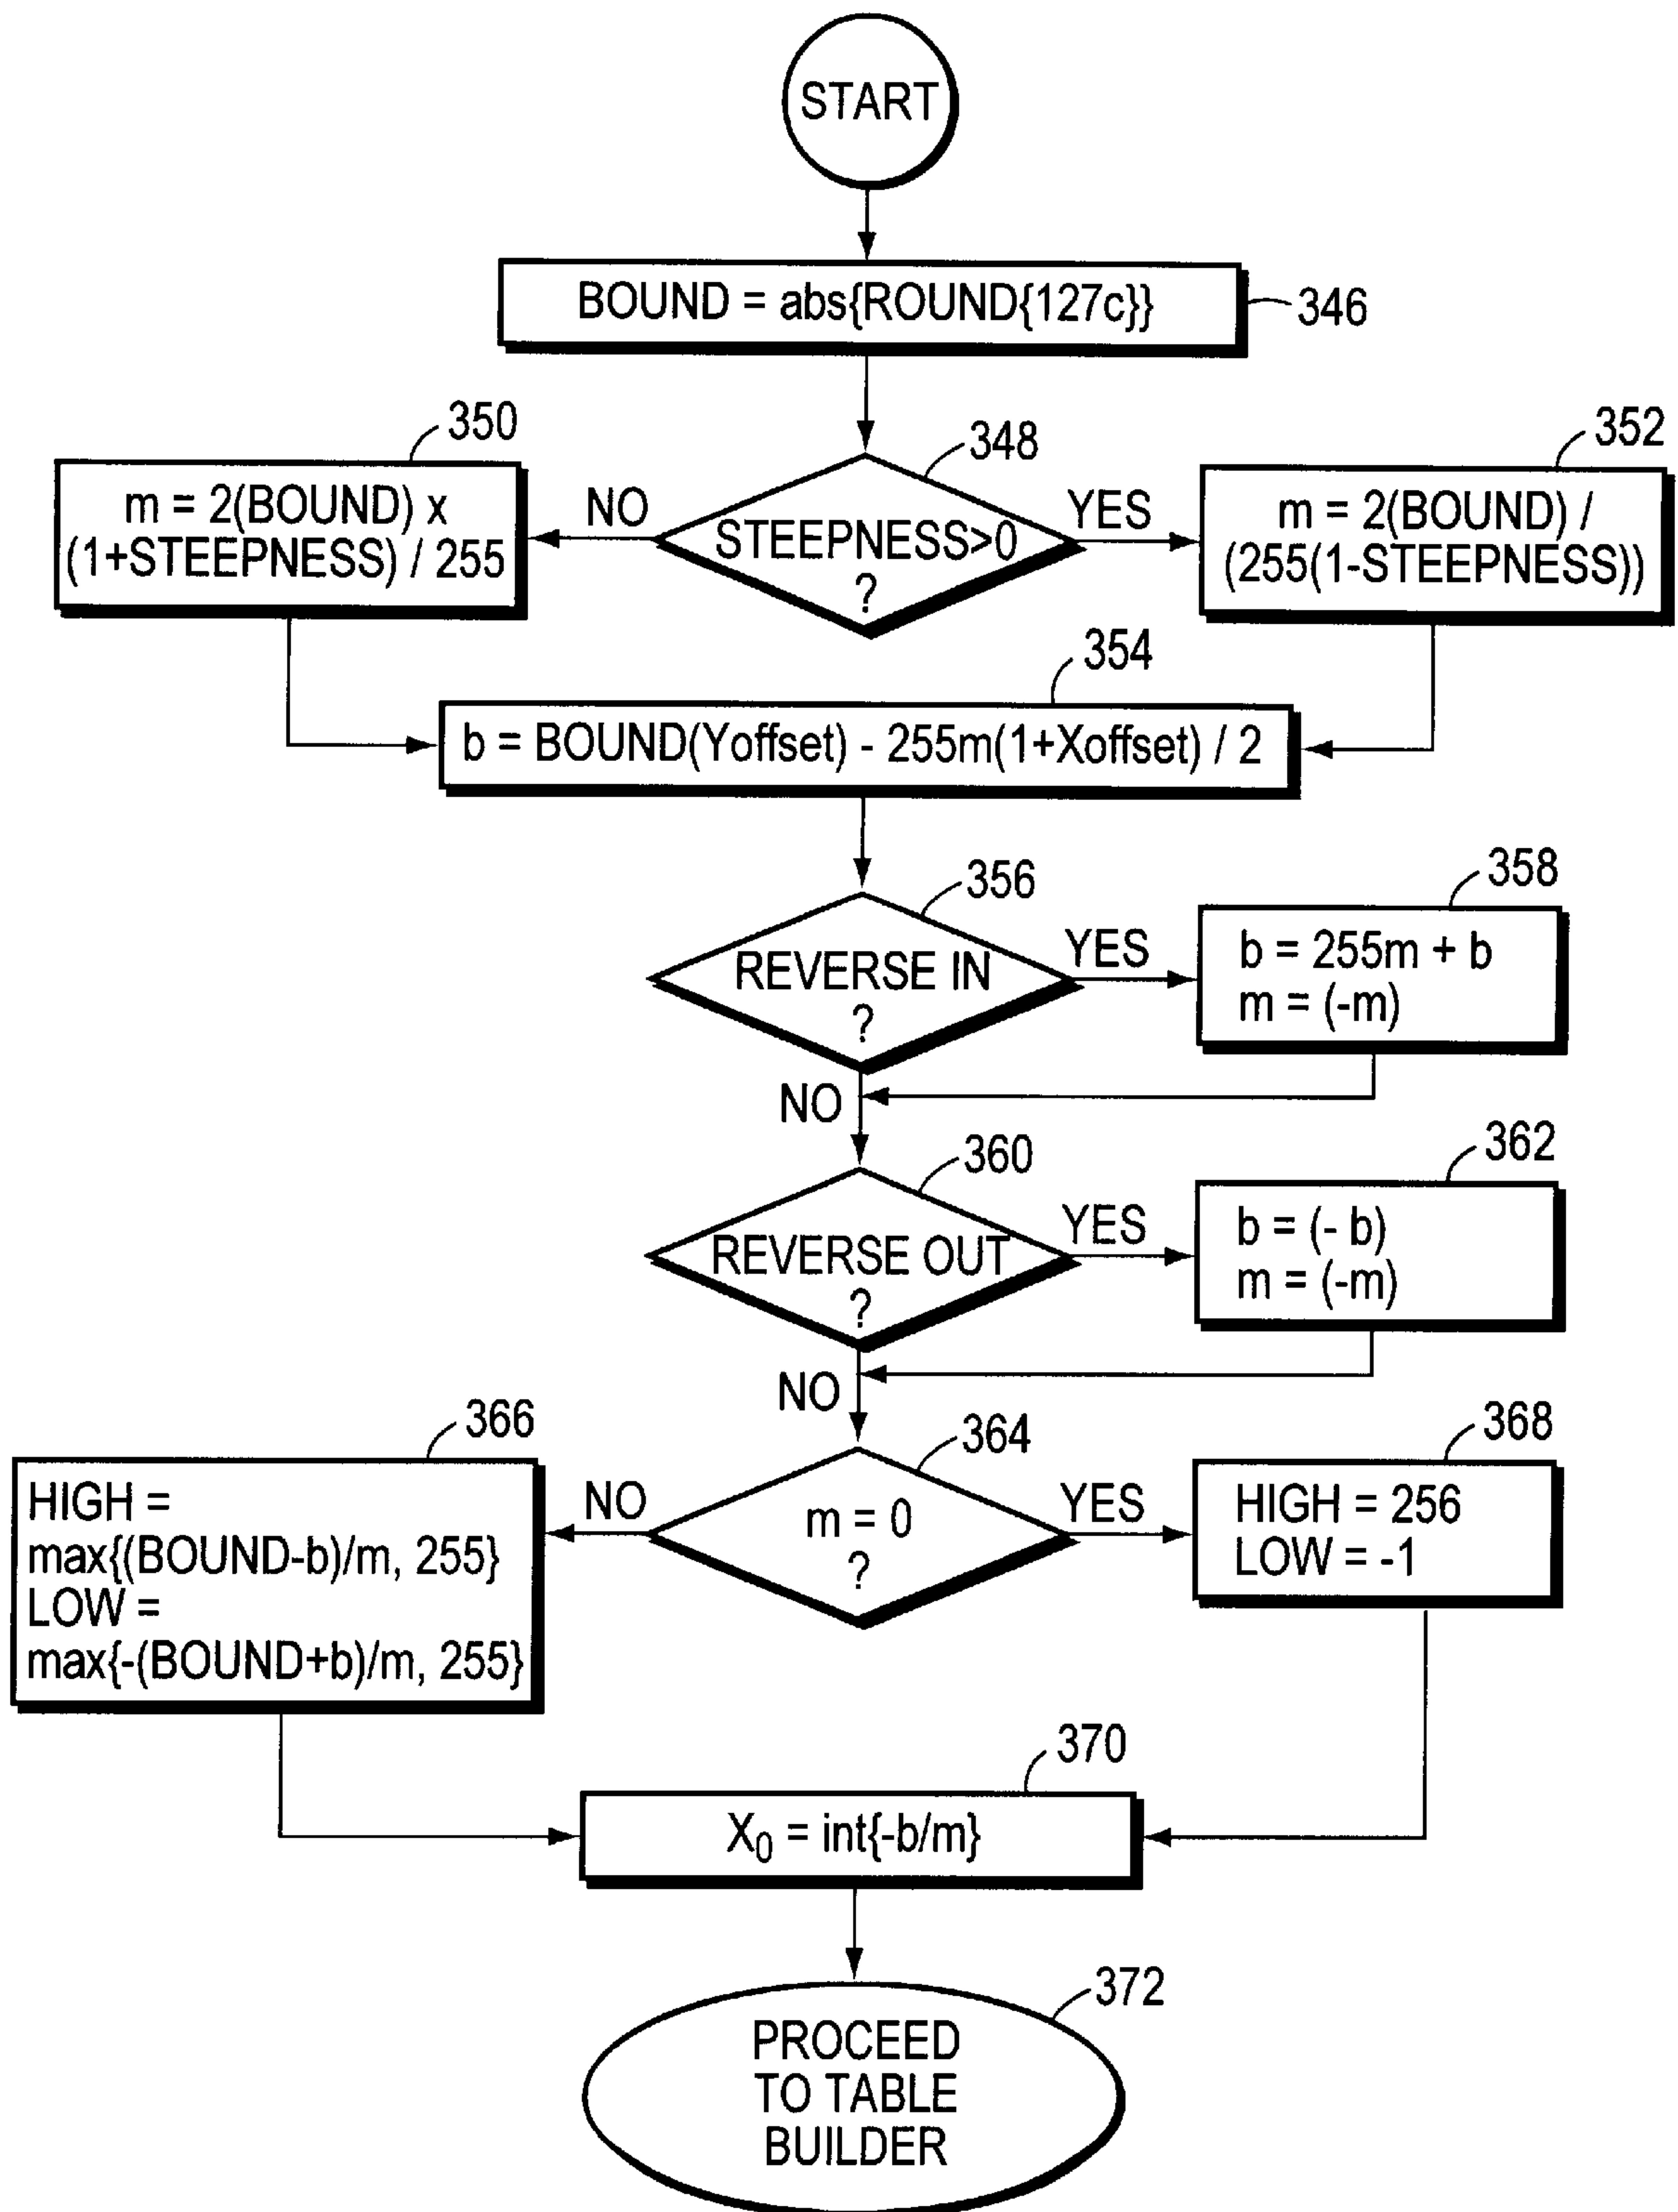 START
BOUND = abs{ROUND{127c}}
346
350
348
352
m = 2(BOUND) x
(1+STEEPNESS) / 255
NO
STEEPNESS>0
?
YES
m = 2(BOUND) /
(255(1-STEEPNESS))
354
b = BOUND(Yoffset) - 255m(1+Xoffset) / 2
356
358
REVERSE IN
?
YES
b = 255m + b
m = (-m)
NO
360
362
REVERSE OUT
?
YES
b = (- b)
m = (-m)
NO
366
364
368
HIGH =
max{(BOUND-b)/m, 255}
LOW =
max{-(BOUND+b)/m, 255}
NO
m = 0
?
YES
HIGH = 256
LOW = -1
370
X₀ = int{-b/m}
372
PROCEED
TO TABLE
BUILDER